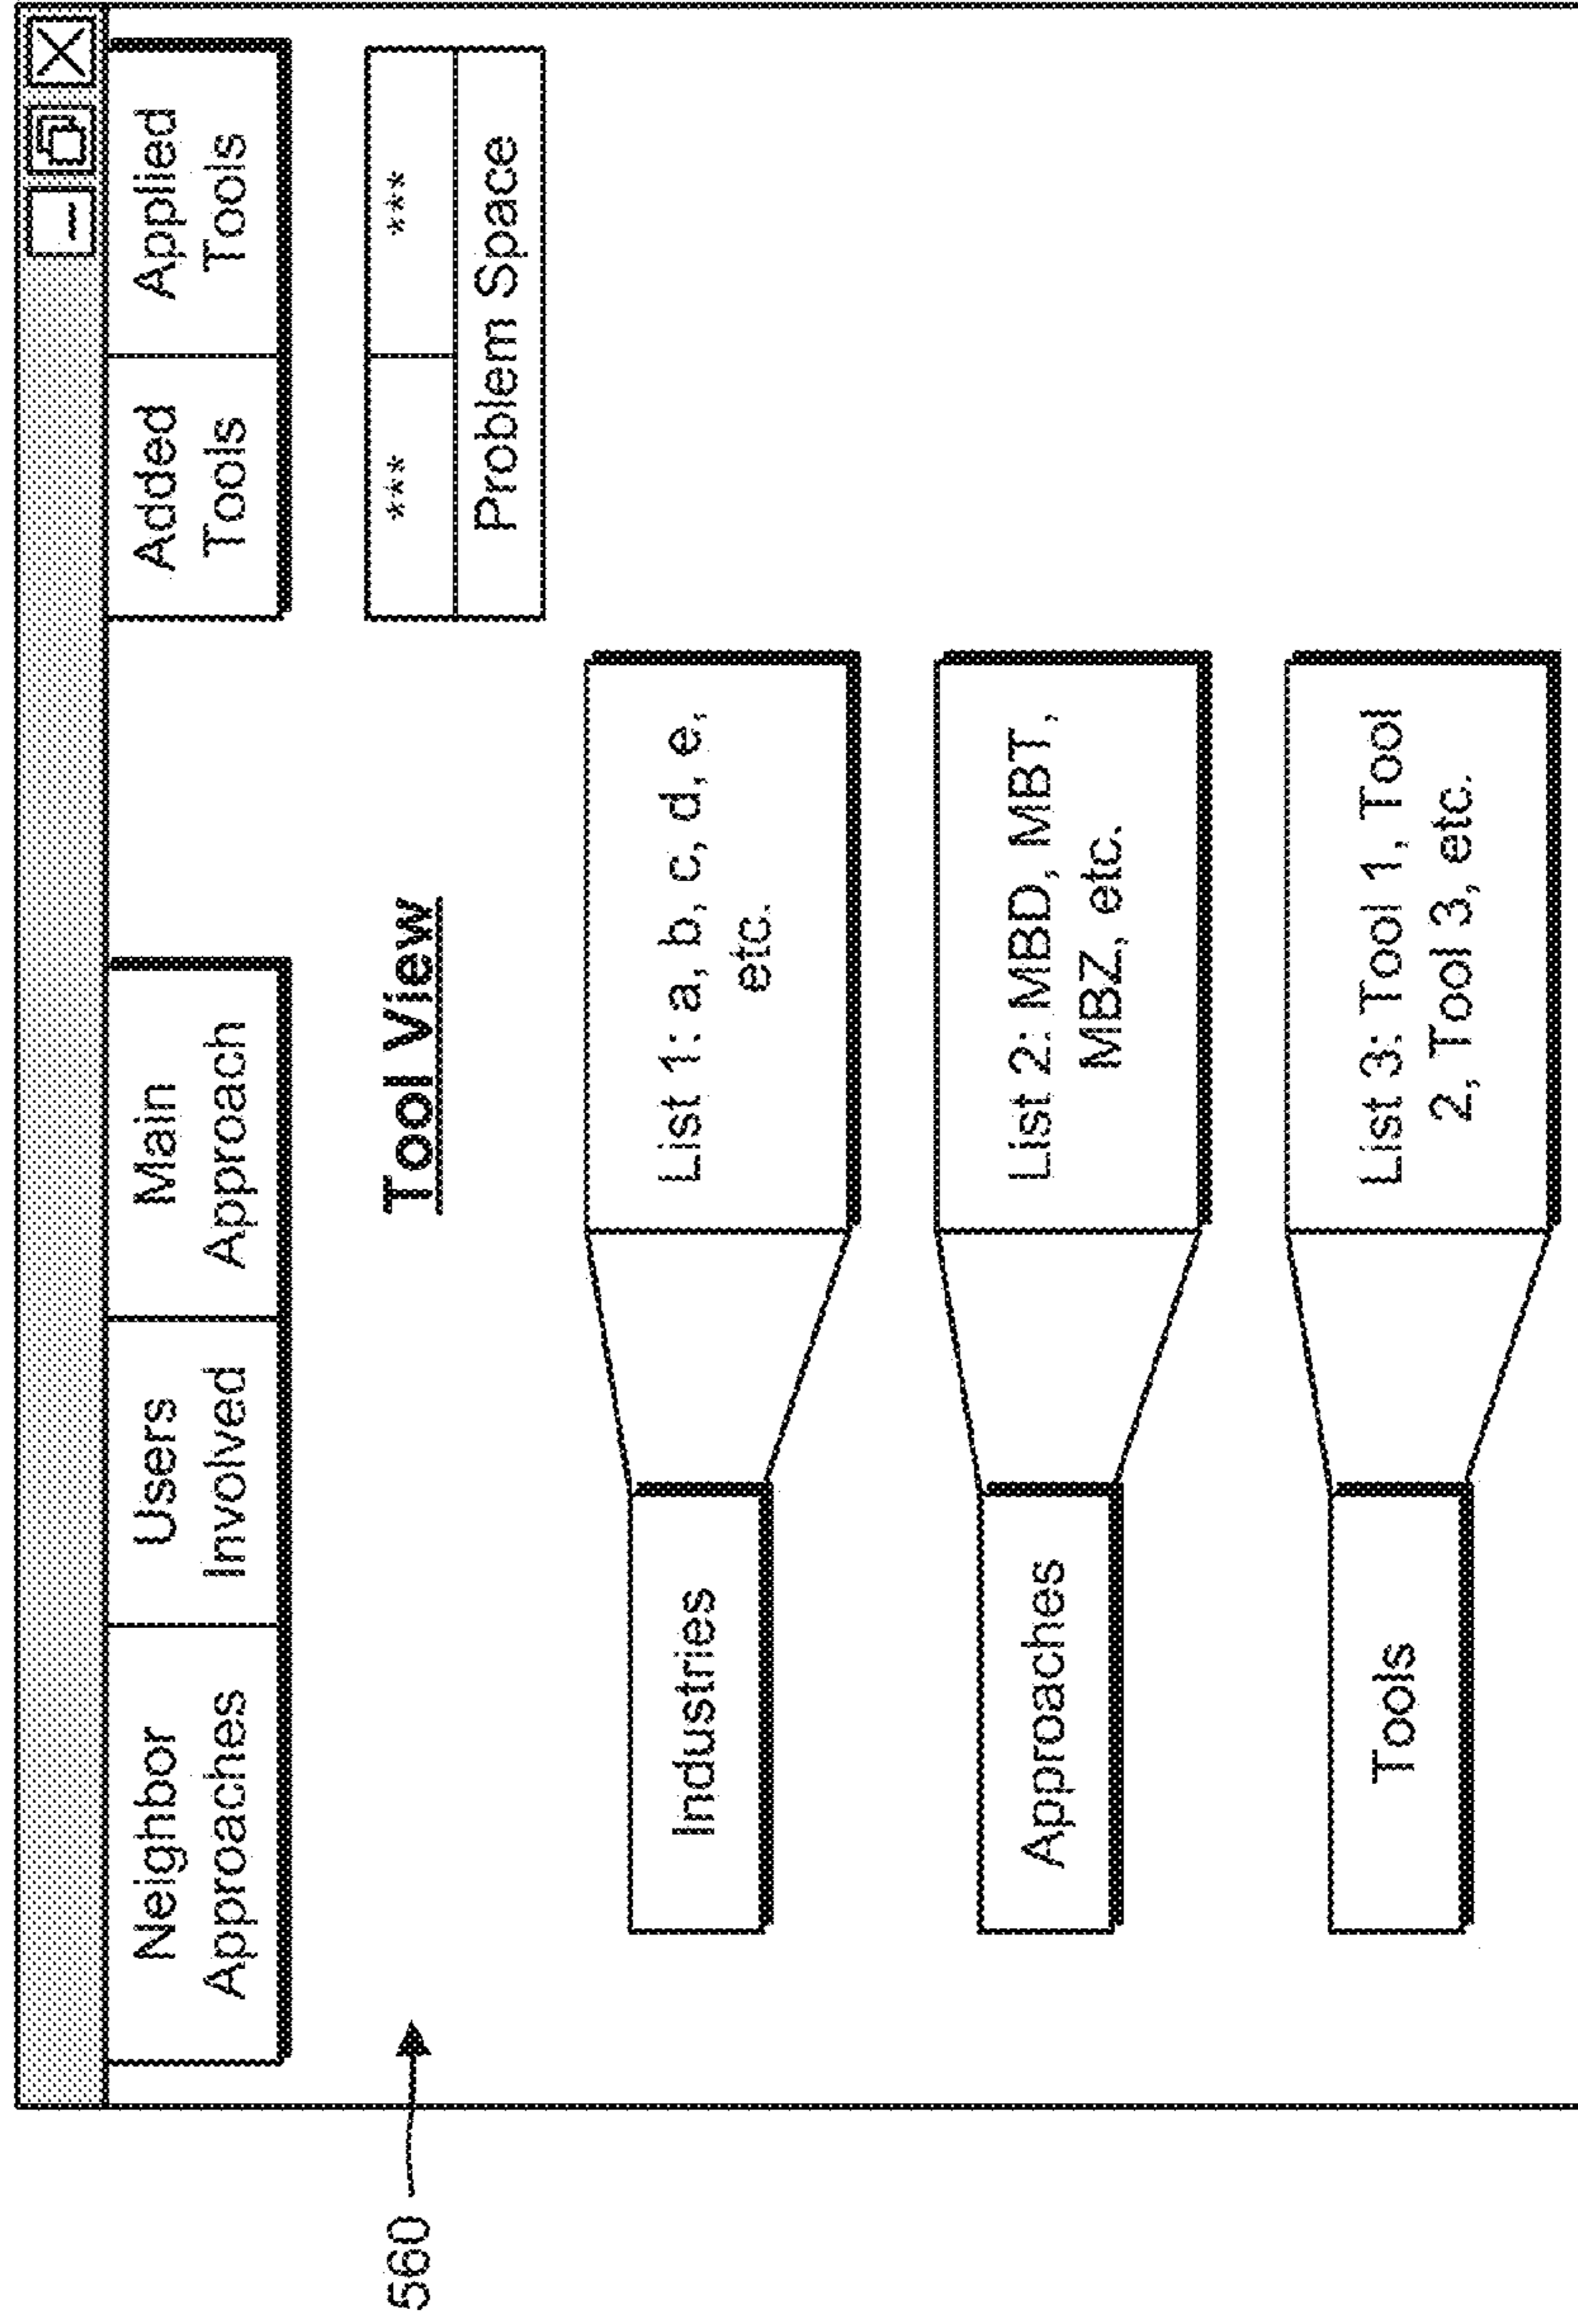 Neighbor
Approaches
Users
Involved
Main
Approach
Added
Tools
Applied
Tools
560
Tool View
***
***
Problem Space
Industries
List 1: a, b, c, d, e,
etc.
Approaches
List 2: MBD, MBT,
MBZ, etc.
Tools
List 3: Tool 1, Tool
2, Tool 3, etc.